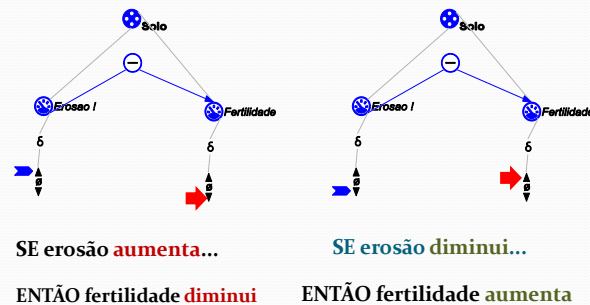 Solo
Erosao !
Fertilidade
δ
δ
ø
ø
SE erosão aumenta...
ENTÃO fertilidade diminui
Solo
Erosao !
Fertilidade
δ
δ
ø
ø
SE erosão diminui...
ENTÃO fertilidade aumenta